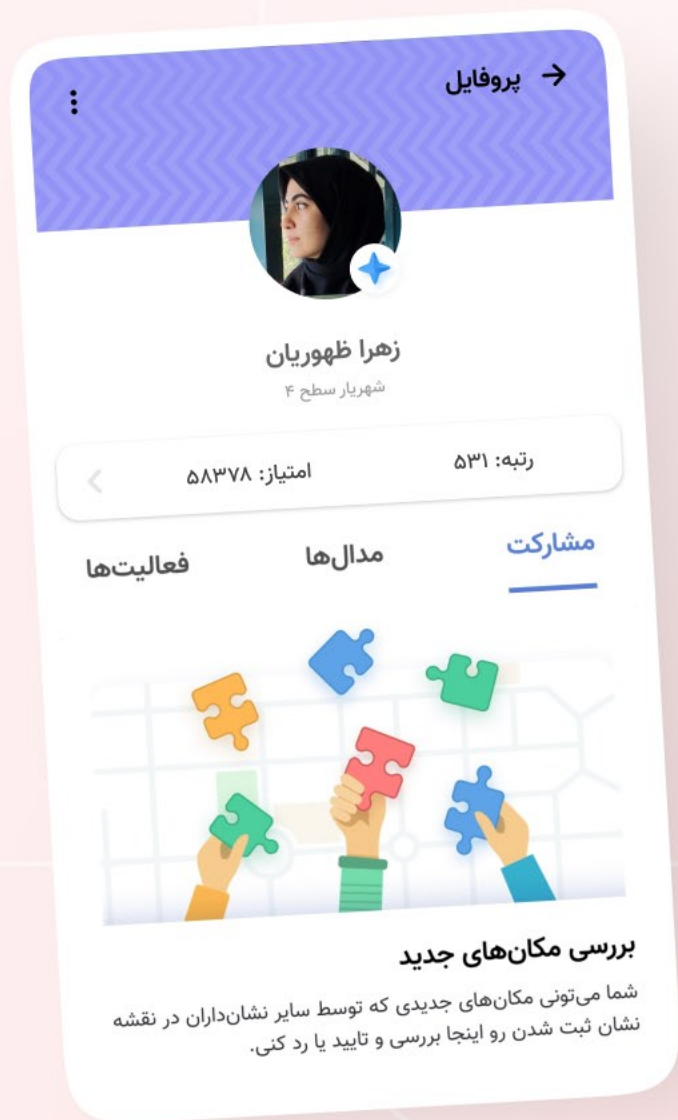 پروفایل
زهرا ظهوریان
شهریار سطح ۴
رتبه: ۵۳۱ امتیاز: ۵۸۳۷۸
مشارکت مدال‌ها فعالیت‌ها
بررسی مکان‌های جدید
شما می‌تونی مکان‌های جدیدی که توسط سایر نشان‌داران در نقشه
نشان ثبت شدن رو اینجا بررسی و تایید یا رد کنی.